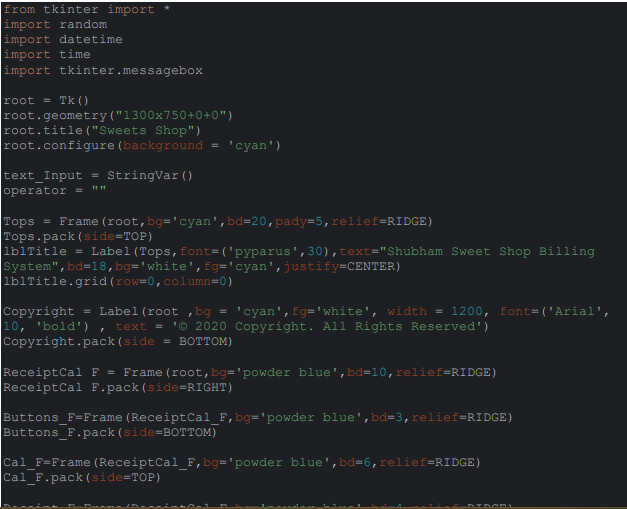 from tkinter import *
import random
import datetime
import time
import tkinter.messagebox
root = Tk()
root.geometry("1300x750+0+0")
root.title("Sweets Shop")
root.configure(background = 'cyan')
text_Input = StringVar()
operator = ""
Tops = Frame(root,bg='cyan',bd=20,pady=5,relief=RIDGE)
Tops.pack(side=TOP)
lblTitle = Label(Tops,font=('pyparus',30),text="Shubham Sweet Shop Billing
System",bd=18,bg='white',fg='cyan',justify=CENTER)
lblTitle.grid(row=0,column=0)
Copyright = Label(root ,bg = 'cyan',fg='white', width = 1200, font=('Arial',
10, 'bold') , text = '© 2020 Copyright. All Rights Reserved')
Copyright.pack(side = BOTTOM)
ReceiptCal F = Frame(root,bg='powder blue',bd=10,relief=RIDGE)
ReceiptCal F.pack(side=RIGHT)
Buttons_F=Frame(ReceiptCal_F,bg='powder blue',bd=3,relief=RIDGE)
Buttons_F.pack(side=BOTTOM)
Cal_F=Frame(ReceiptCal_F,bg='powder blue',bd=6,relief=RIDGE)
Cal_F.pack(side=TOP)